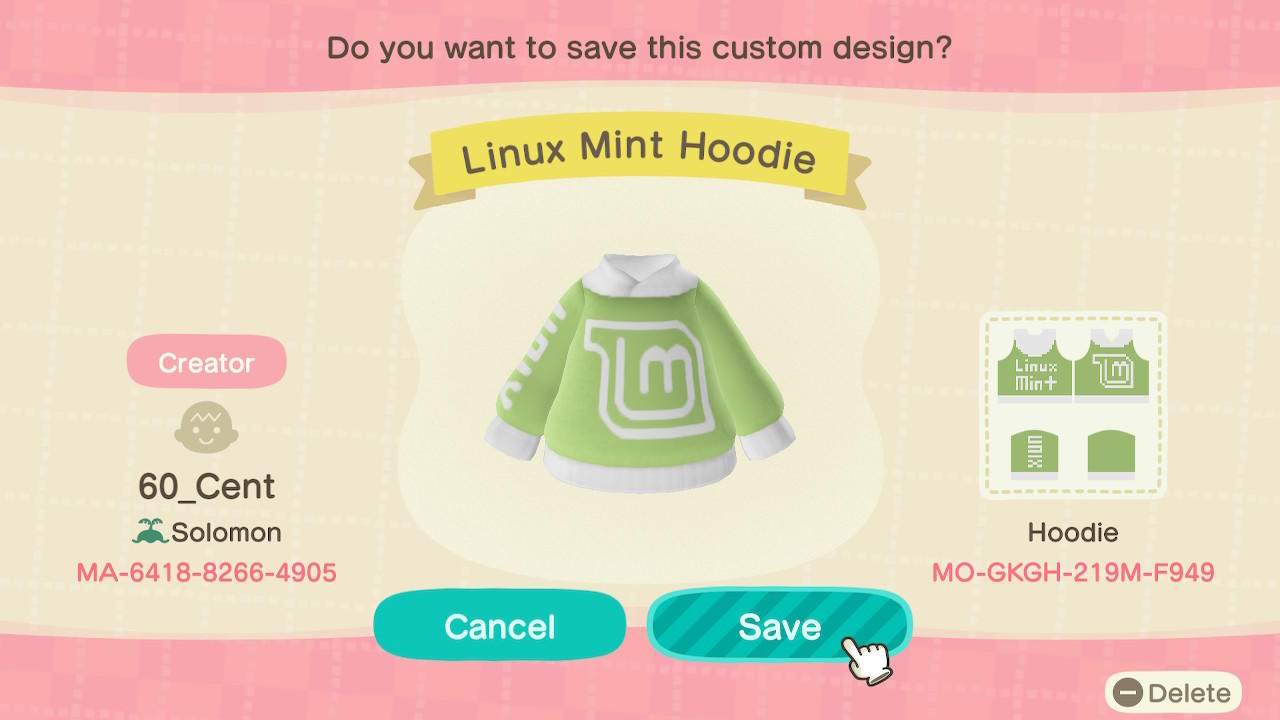 Do you want to save this custom design?
Linux Mint Hoodie
Creator
60_Cent
Solomon
MA-6418-8266-4905
Linux
Mint
XIUN
Hoodie
MO-GKGH-219M-F949
Cancel
Save
Delete